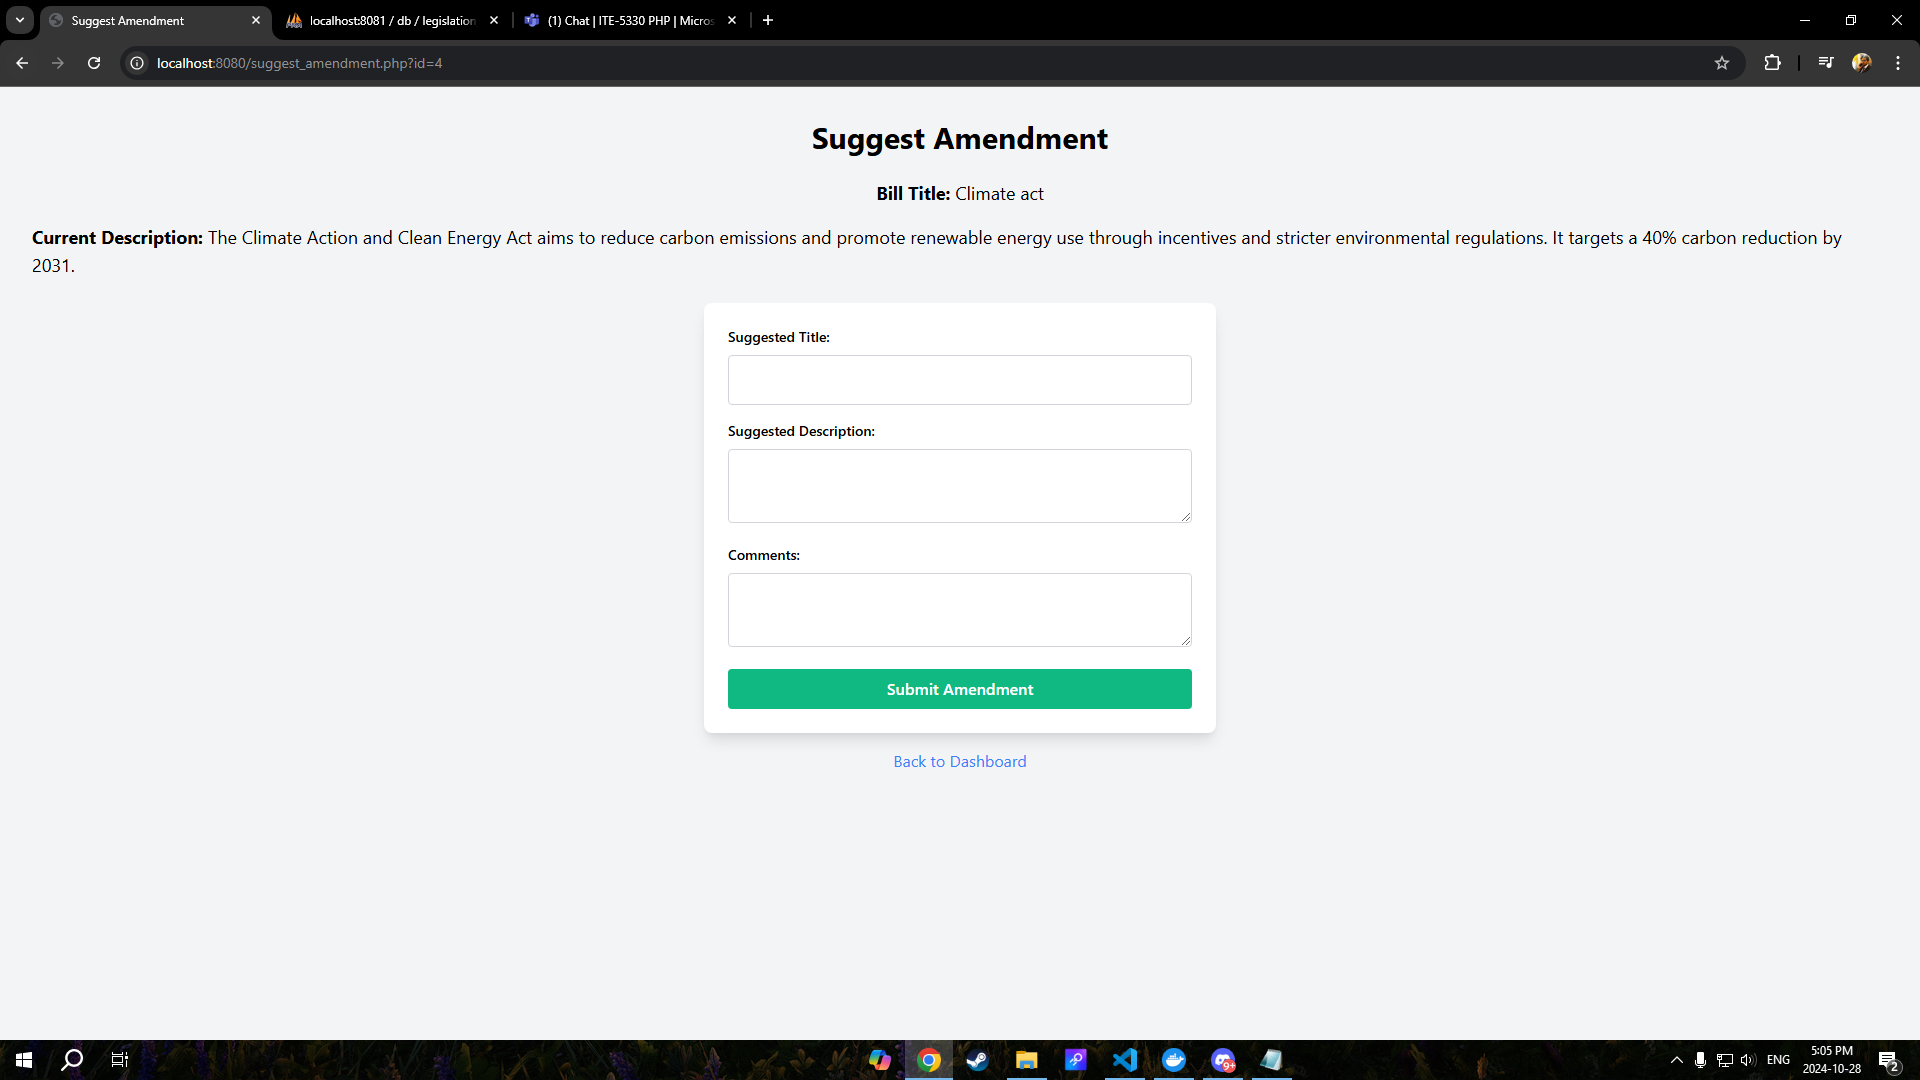 Suggest Amendment
localhost:8081 / db / legislation
(1) Chat | ITE-5330 PHP | Micros
localhost:8080/suggest_amendment.php?id=4
Suggest Amendment
Bill Title: Climate act
Current Description: The Climate Action and Clean Energy Act aims to reduce carbon emissions and promote renewable energy use through incentives and stricter environmental regulations. It targets a 40% carbon reduction by
2031.
Suggested Title:
Suggested Description:
Comments:
Submit Amendment
Back to Dashboard
9+
ENG
5:05 PM
2024-10-28
2